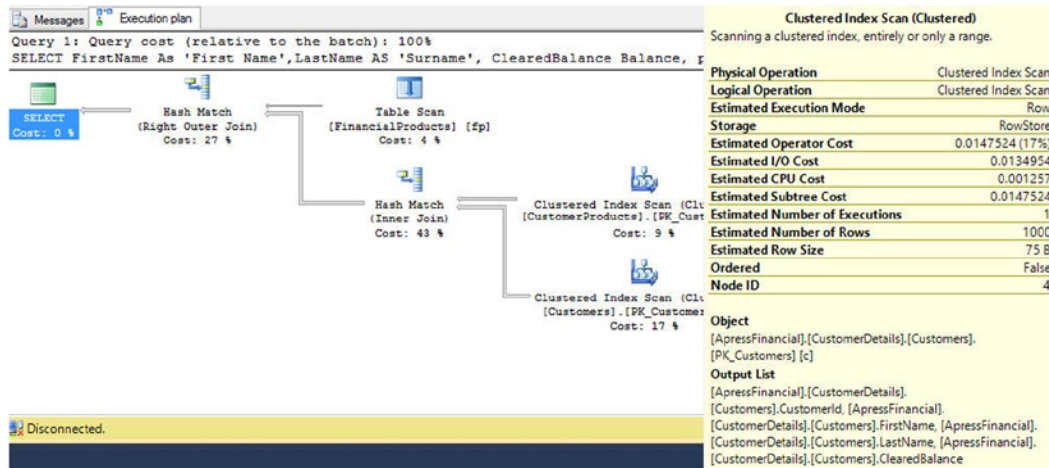 Messages
Execution plan
Query 1: Query cost (relative to the batch): 100%
SELECT FirstName As 'First Name',LastName AS 'Surname', ClearedBalance Balance, p
SELECT
Cost: 0 %
Hash Match
(Right Outer Join)
Cost: 27 %
Table Scan
[FinancialProducts] [fp]
Cost: 4 %
Hash Match
(Inner Join)
Cost: 43 %
Clustered Index Scan (Clu
[CustomerProducts].[PK_Cust
Cost: 9 %
Clustered Index Scan (Clu
[Customers].[PK_Customer
Cost: 17 %
Disconnected.
Clustered Index Scan (Clustered)
Scanning a clustered index, entirely or only a range.
Physical Operation Clustered Index Scan
Logical Operation Clustered Index Scan
Estimated Execution Mode Row
Storage RowStore
Estimated Operator Cost 0.0147524 (17%)
Estimated I/O Cost 0.0134954
Estimated CPU Cost 0.001257
Estimated Subtree Cost 0.0147524
Estimated Number of Executions 1
Estimated Number of Rows 1000
Estimated Row Size 75 B
Ordered False
Node ID 4
Object
[ApressFinancial].[CustomerDetails].[Customers].
[PK_Customers] [c]
Output List
[ApressFinancial].[CustomerDetails].
[Customers].CustomerId, [ApressFinancial].
[CustomerDetails].[Customers].FirstName, [ApressFinancial].
[CustomerDetails].[Customers].LastName, [ApressFinancial].
[CustomerDetails].[Customers].ClearedBalance